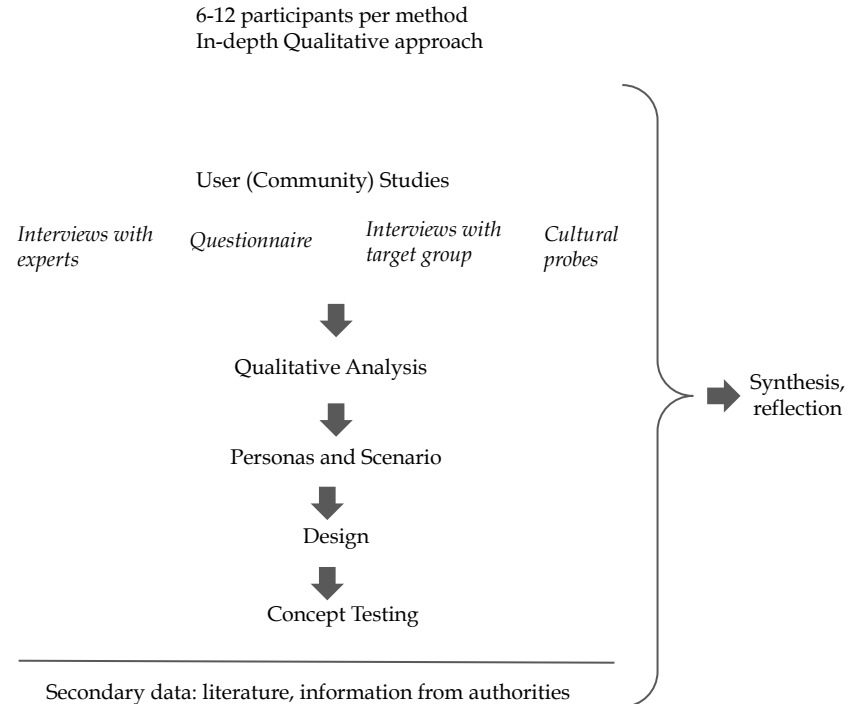 6-12 participants per method
In-depth Qualitative approach
User (Community) Studies
Interviews with
experts
Questionnaire
Interviews with
target group
Cultural
probes
Qualitative Analysis
Personas and Scenario
Design
Concept Testing
Secondary data: literature, information from authorities
Synthesis,
reflection